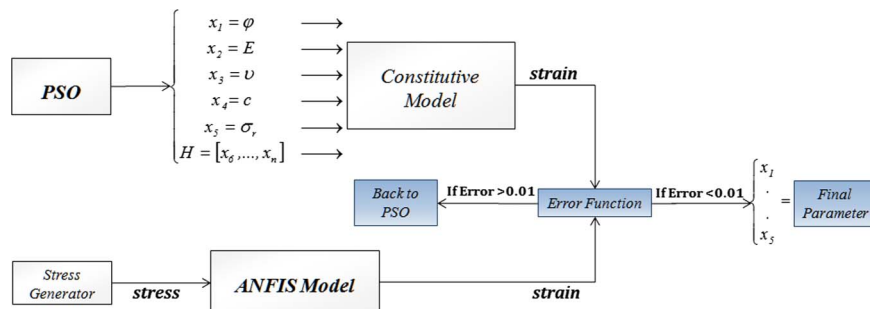 PSO
x₁ = φ
x₂ = E
x₃ = υ
x₄ = c
x₅ = σᵣ
H = [x₆,..., xₙ]
Constitutive
Model
strain
Back to
PSO
If Error >0.01
Error Function
If Error <0.01
x₁
.
.
x₅
=
Final
Parameter
Stress
Generator
stress
ANFIS Model
strain